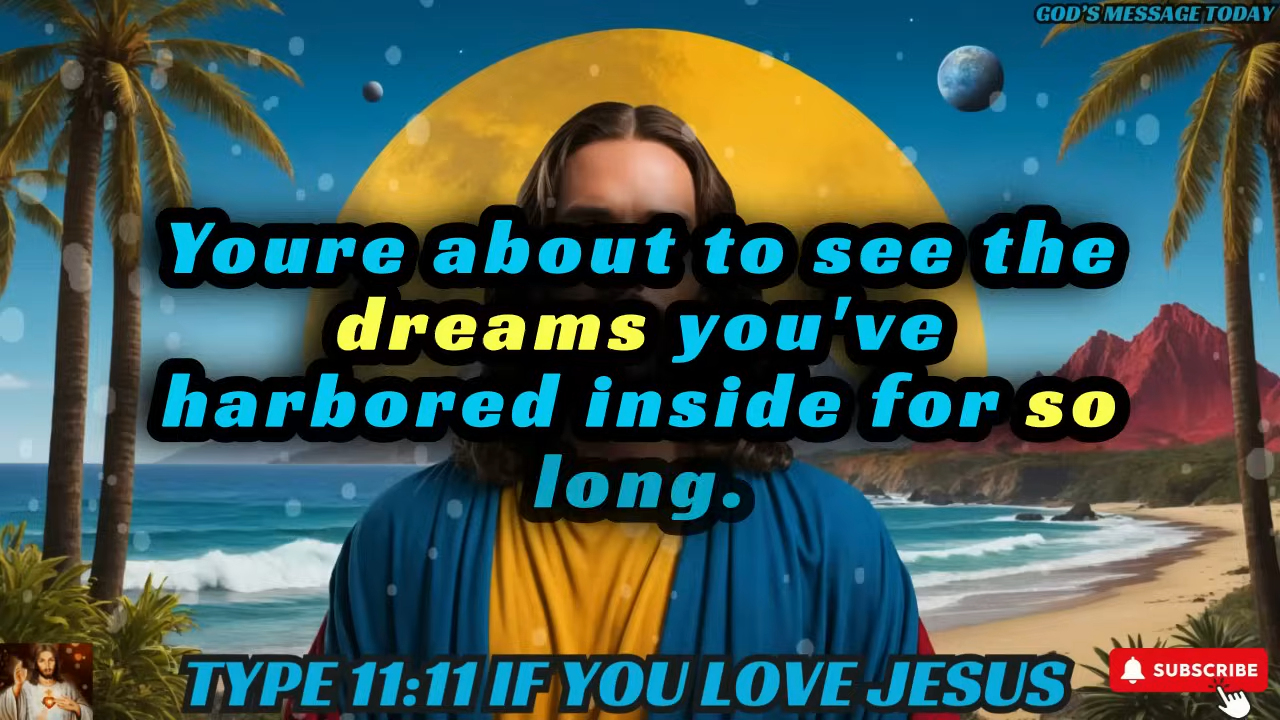 GOD'S MESSAGE TODAY
Youre about to see the
dreams you've
harbored inside for so
long.
TYPE 11:11 IF YOU LOVE JESUS
SUBSCRIBE